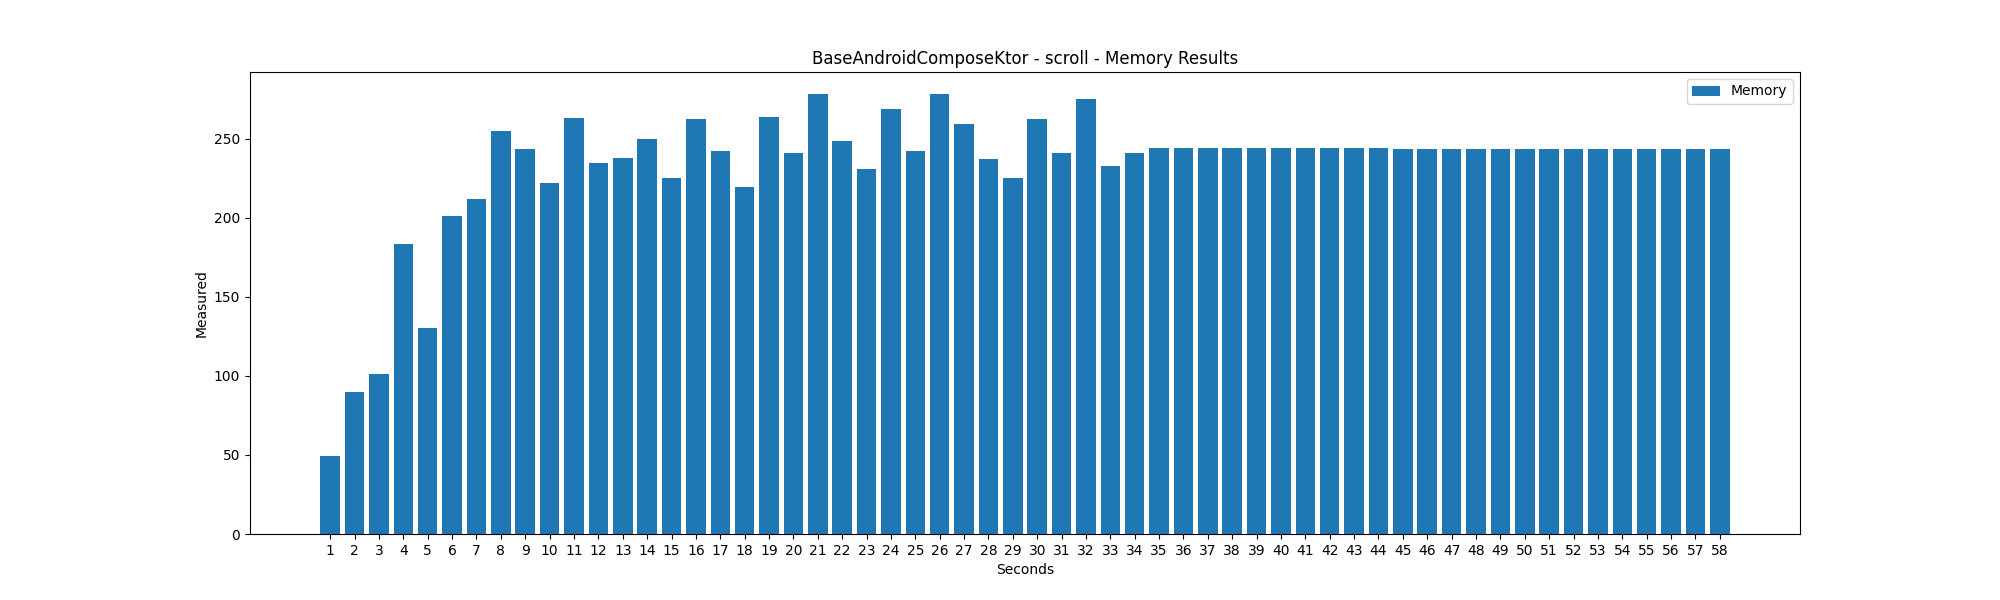 BaseAndroidComposeKtor - scroll - Memory Results
Memory
250
200
150
100
50
0
Measured
1 2 3 4 5 6 7 8 9 10 11 12 13 14 15 16 17 18 19 20 21 22 23 24 25 26 27 28 29 30 31 32 33 34 35 36 37 38 39 40 41 42 43 44 45 46 47 48 49 50 51 52 53 54 55 56 57 58
Seconds